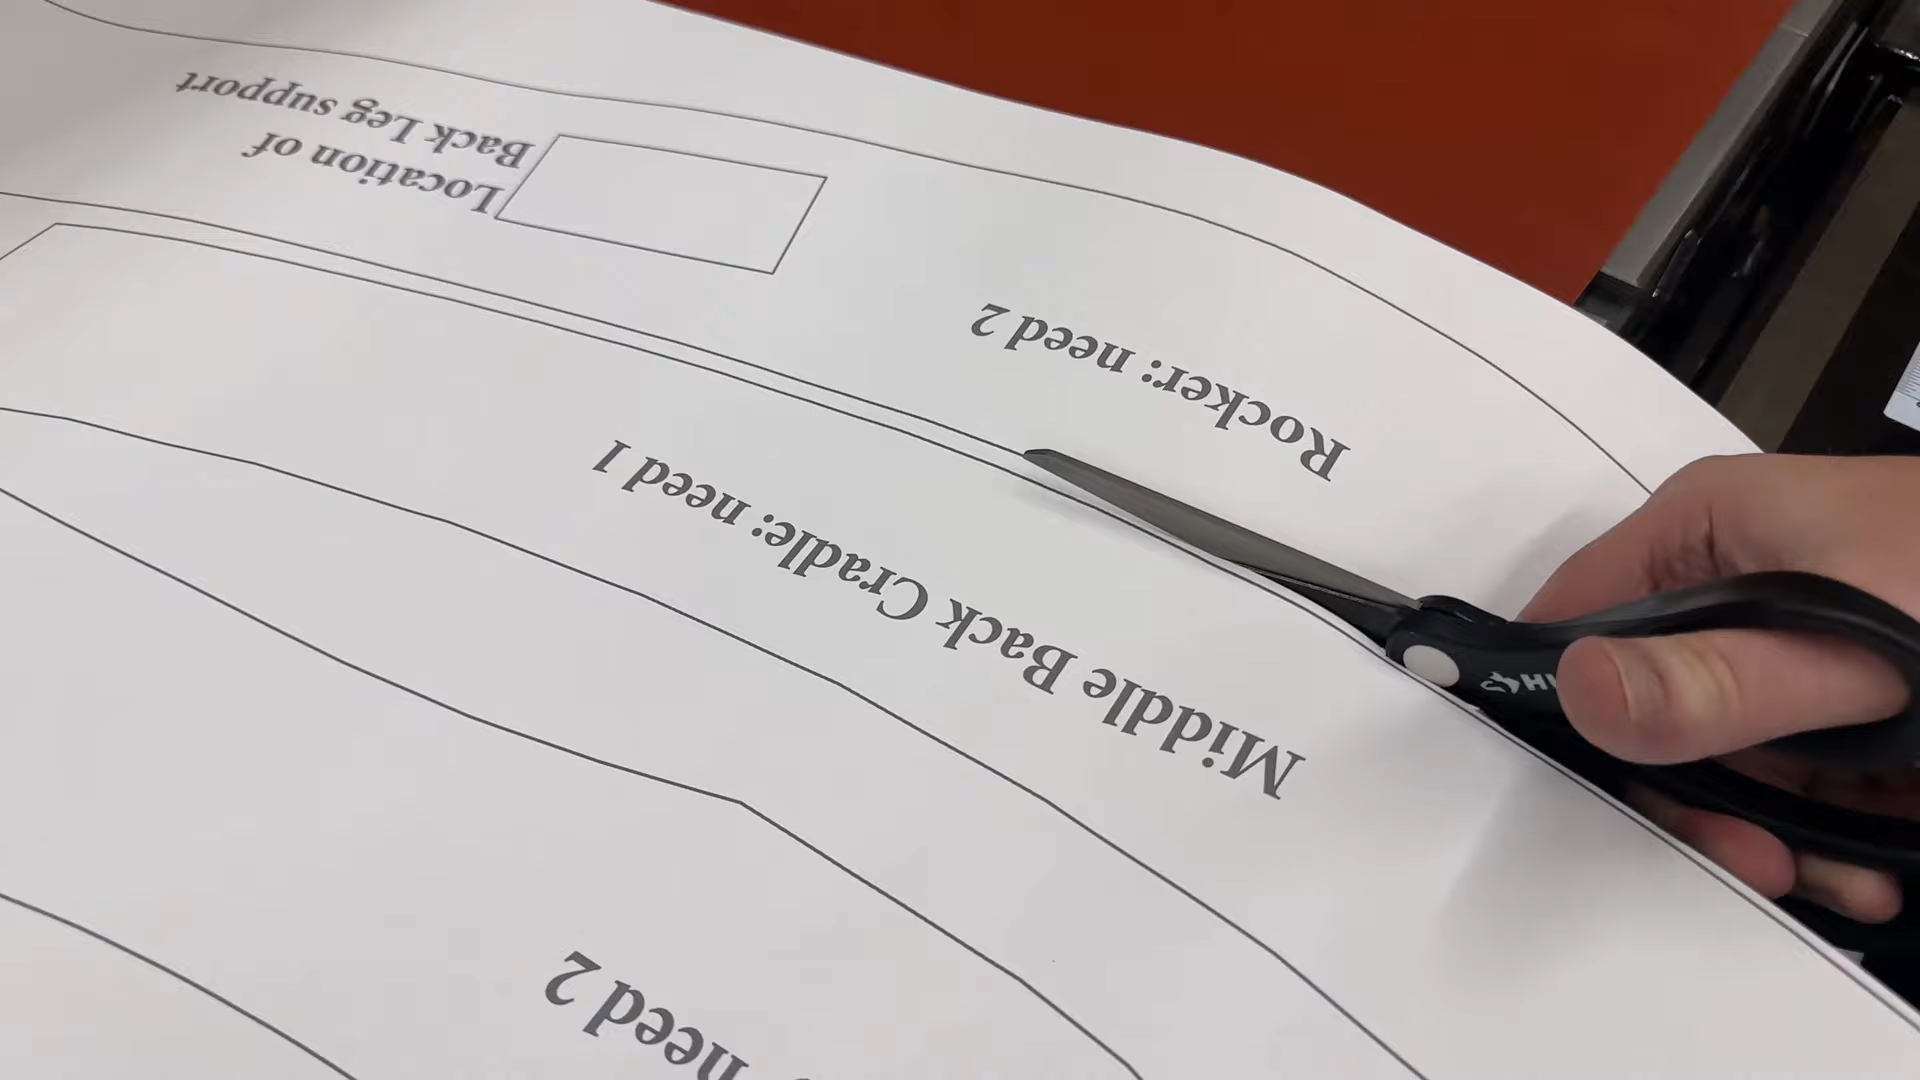 need 2
Middle Back Cradle: need 1
Rocker: need 2
Location of
Back Leg support